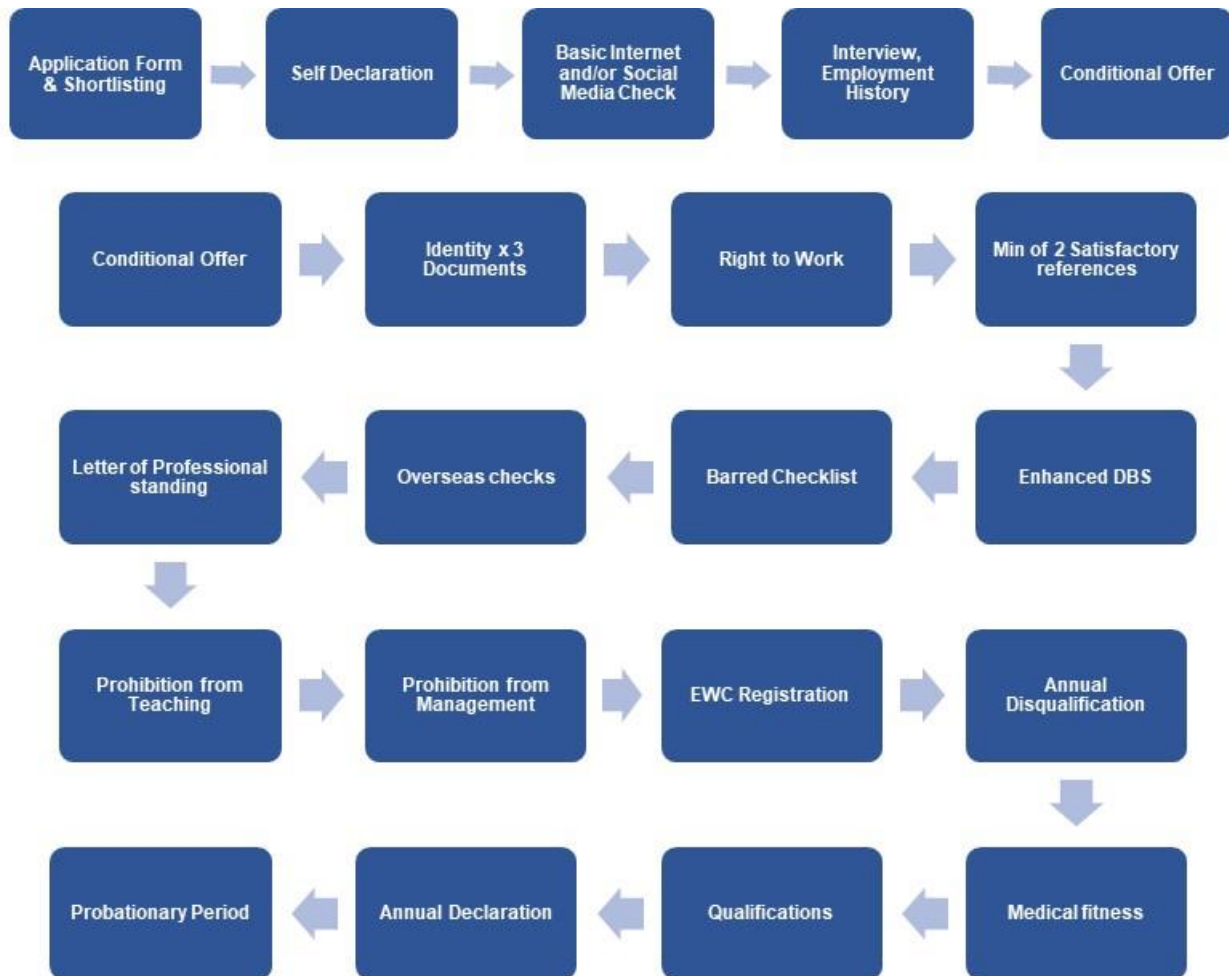 Application Form
& Shortlisting
Self Declaration
Basic Internet
and/or Social
Media Check
Interview,
Employment
History
Conditional Offer
Conditional Offer
Identity x 3
Documents
Right to Work
Min of 2 Satisfactory
references
Enhanced DBS
Barred Checklist
Overseas checks
Letter of Professional
standing
Prohibition from
Teaching
Prohibition from
Management
EWC Registration
Annual
Disqualification
Medical fitness
Qualifications
Annual Declaration
Probationary Period